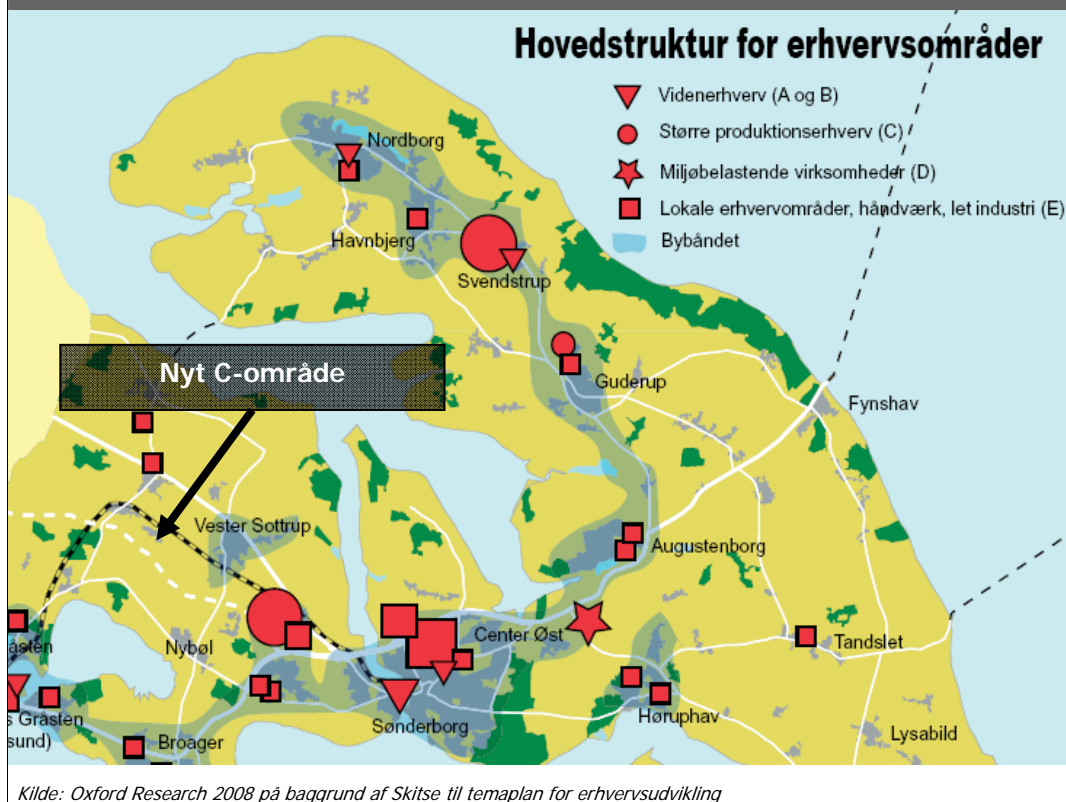 Hovedstruktur for erhvervsområder
Videnerhverv (A og B)
Større produktionserhverv (C)
Miljøbelastende virksomheder (D)
Lokale erhvervområder, håndværk, let industri (E)
Bybåndet
Nordborg
Havnbjerg
Svendstrup
Nyt C-område
Guderup
Fynshav
Vester Sottrup
Augustenborg
Center Øst
Tandslet
Nybøl
Høruphav
Sønderborg
Lysabild
Gråsten
sund)
Broager
Kilde: Oxford Research 2008 på baggrund af Skitse til temaplan for erhvervsudvikling